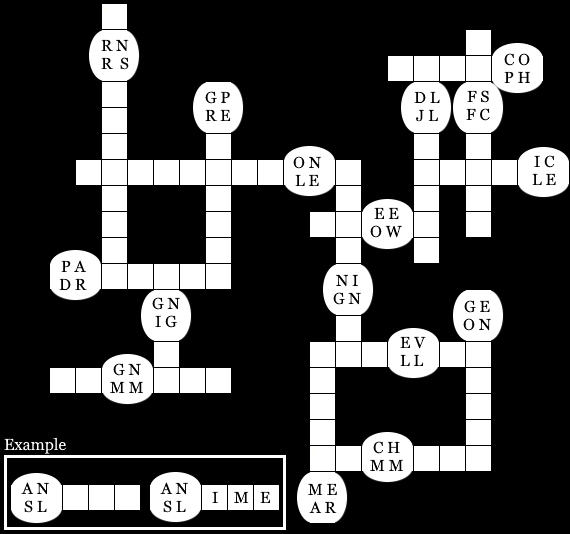 RN
RS
CO
PH
GP
RE
DL
JL
FS
FC
ON
LE
IC
LE
EE
OW
PA
DR
NI
GN
GN
IG
GE
ON
EV
LL
GN
MM
Example
CH
MM
AN
SL
AN
SL
I M E
ME
AR